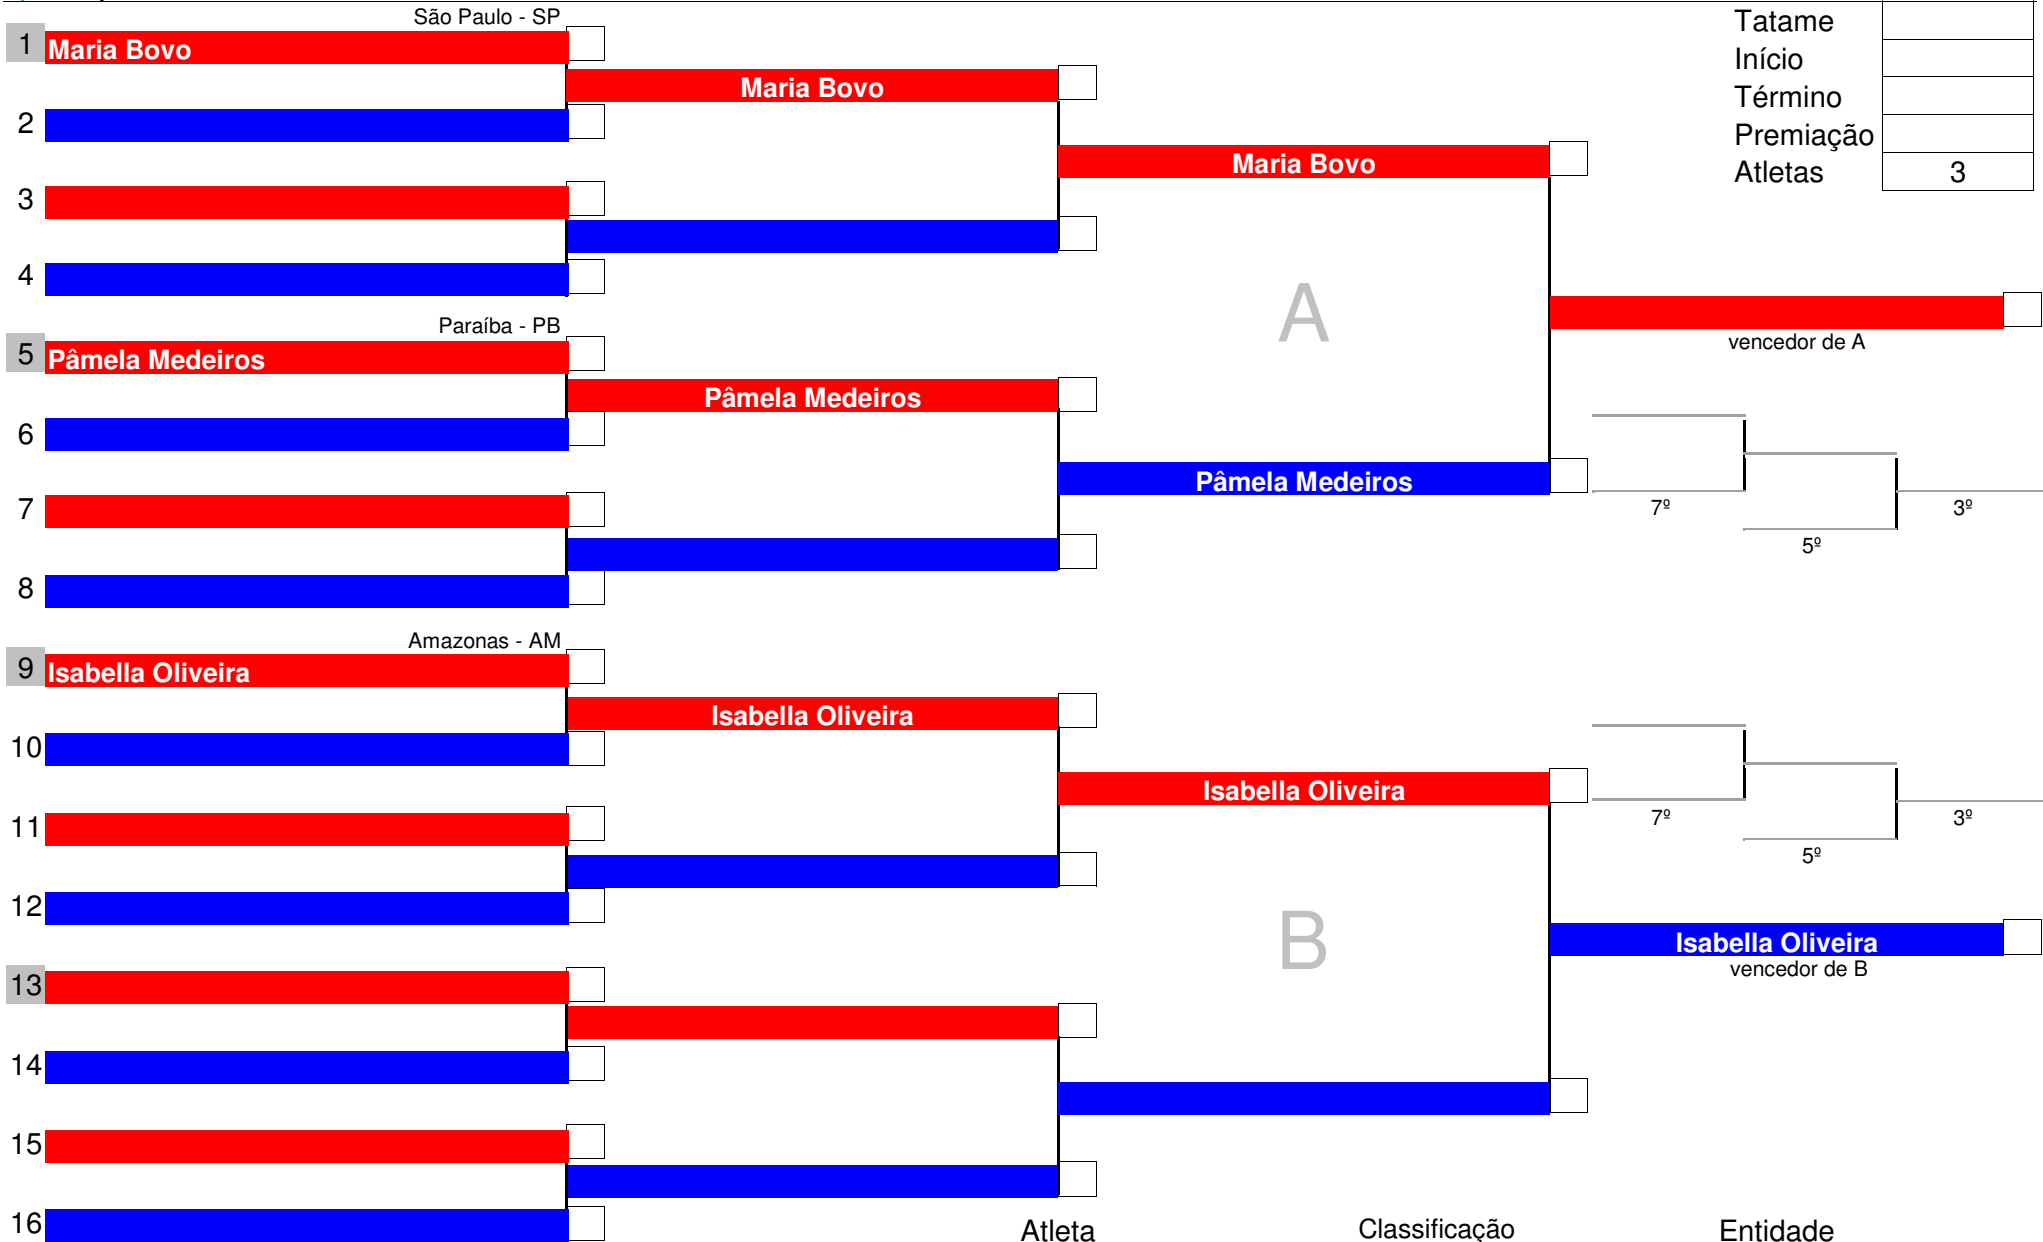 São Paulo - SP
Tatame
1 Maria Bovo
Início
Maria Bovo
Término
2
Premiação
Maria Bovo
Atletas 3
3
4
A
Paraíba - PB
vencedor de A
5 Pâmela Medeiros
Pâmela Medeiros
6
Pâmela Medeiros
7
7º 3º
5º
8
Amazonas - AM
9 Isabella Oliveira
Isabella Oliveira
10
Isabella Oliveira
7º 3º
11
5º
12
B
Isabella Oliveira
vencedor de B
13
14
15
16
Atleta Classificação Entidade